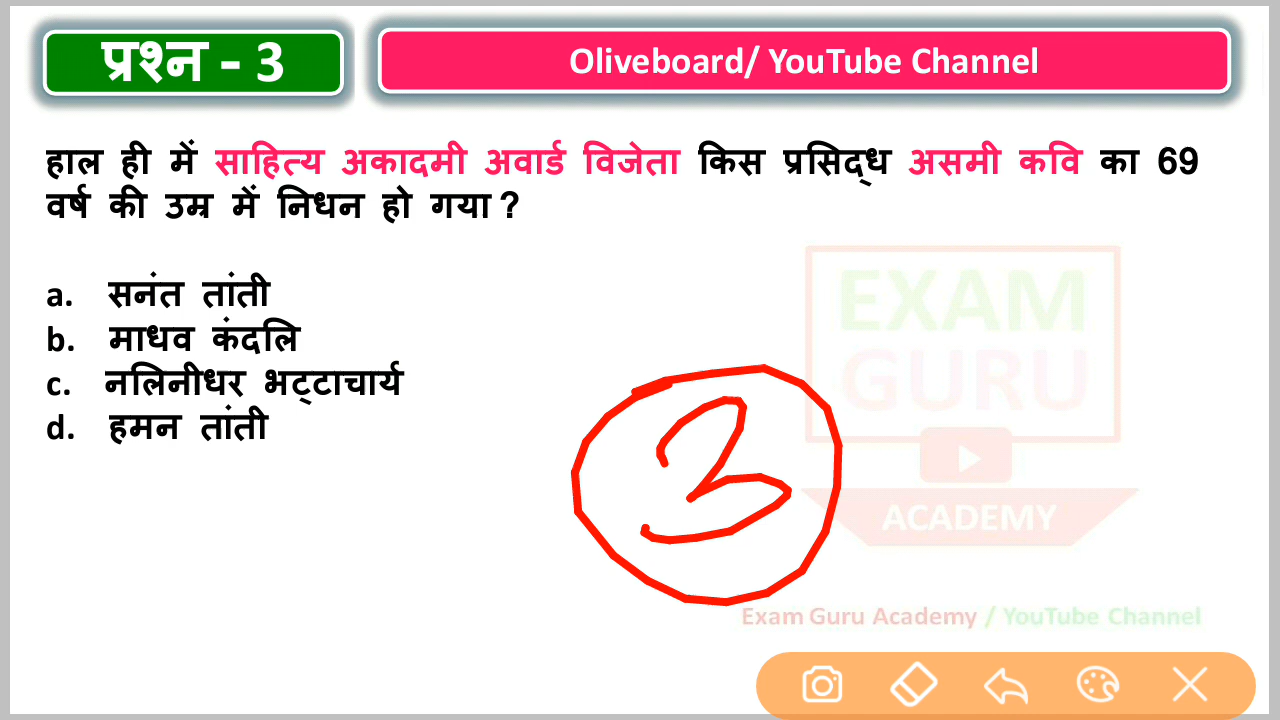 प्रश्न - 3
Oliveboard/ YouTube Channel
हाल ही में साहित्य अकादमी अवार्ड विजेता किस प्रसिद्ध असमी कवि का 69
वर्ष की उम्र में निधन हो गया ?
a. सनंत तांती
b. माधव कंदलि
c. नलिनीधर भट्टाचार्य
d. हमन तांती
3
EXAM
GURU
ACADEMY
Exam Guru Academy / YouTube Channel